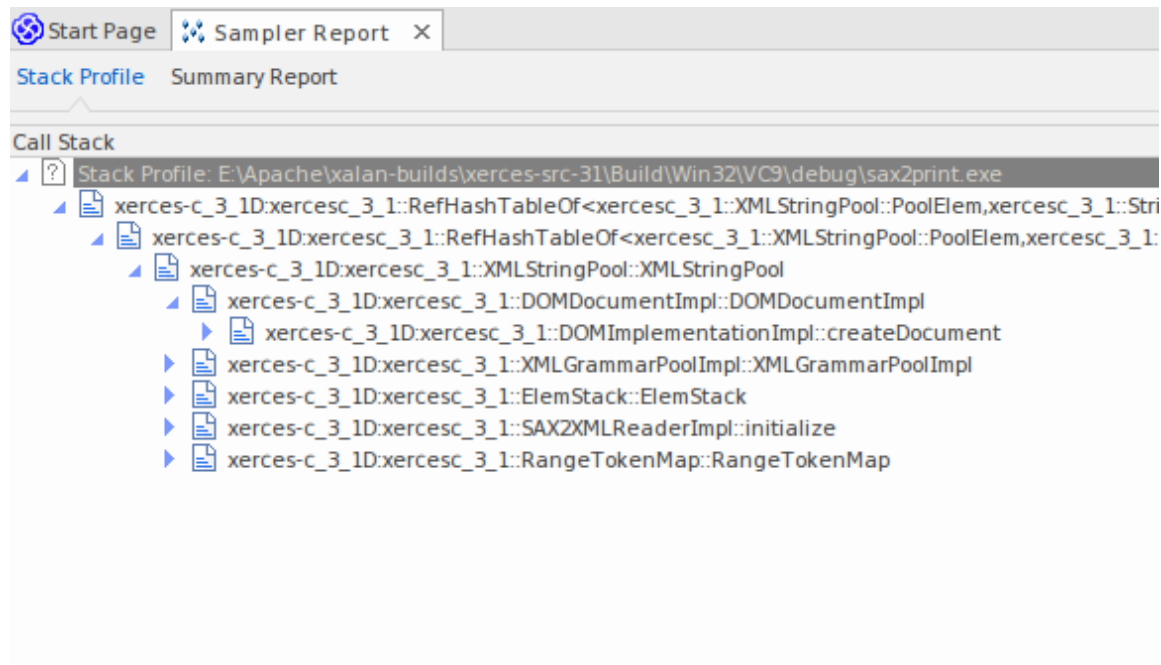 Start Page Sampler Report
Stack Profile Summary Report
Call Stack
Stack Profile: E:\Apache\xalan-builds\xerces-src-31\Build\Win32\VC9\debug\sax2print.exe
xerces-c_3_1D:xercesc_3_1::RefHashTableOf<xercesc_3_1::XMLStringPool::PoolElem,xercesc_3_1::Stri
xerces-c_3_1D:xercesc_3_1::RefHashTableOf<xercesc_3_1::XMLStringPool::PoolElem,xercesc_3_1:
xerces-c_3_1D:xercesc_3_1::XMLStringPool::XMLStringPool
xerces-c_3_1D:xercesc_3_1::DOMDocumentImpl::DOMDocumentImpl
xerces-c_3_1D:xercesc_3_1::DOMImplementationImpl::createDocument
xerces-c_3_1D:xercesc_3_1::XMLGrammarPoolImpl::XMLGrammarPoolImpl
xerces-c_3_1D:xercesc_3_1::ElemStack::ElemStack
xerces-c_3_1D:xercesc_3_1::SAX2XMLReaderImpl::initialize
xerces-c_3_1D:xercesc_3_1::RangeTokenMap::RangeTokenMap